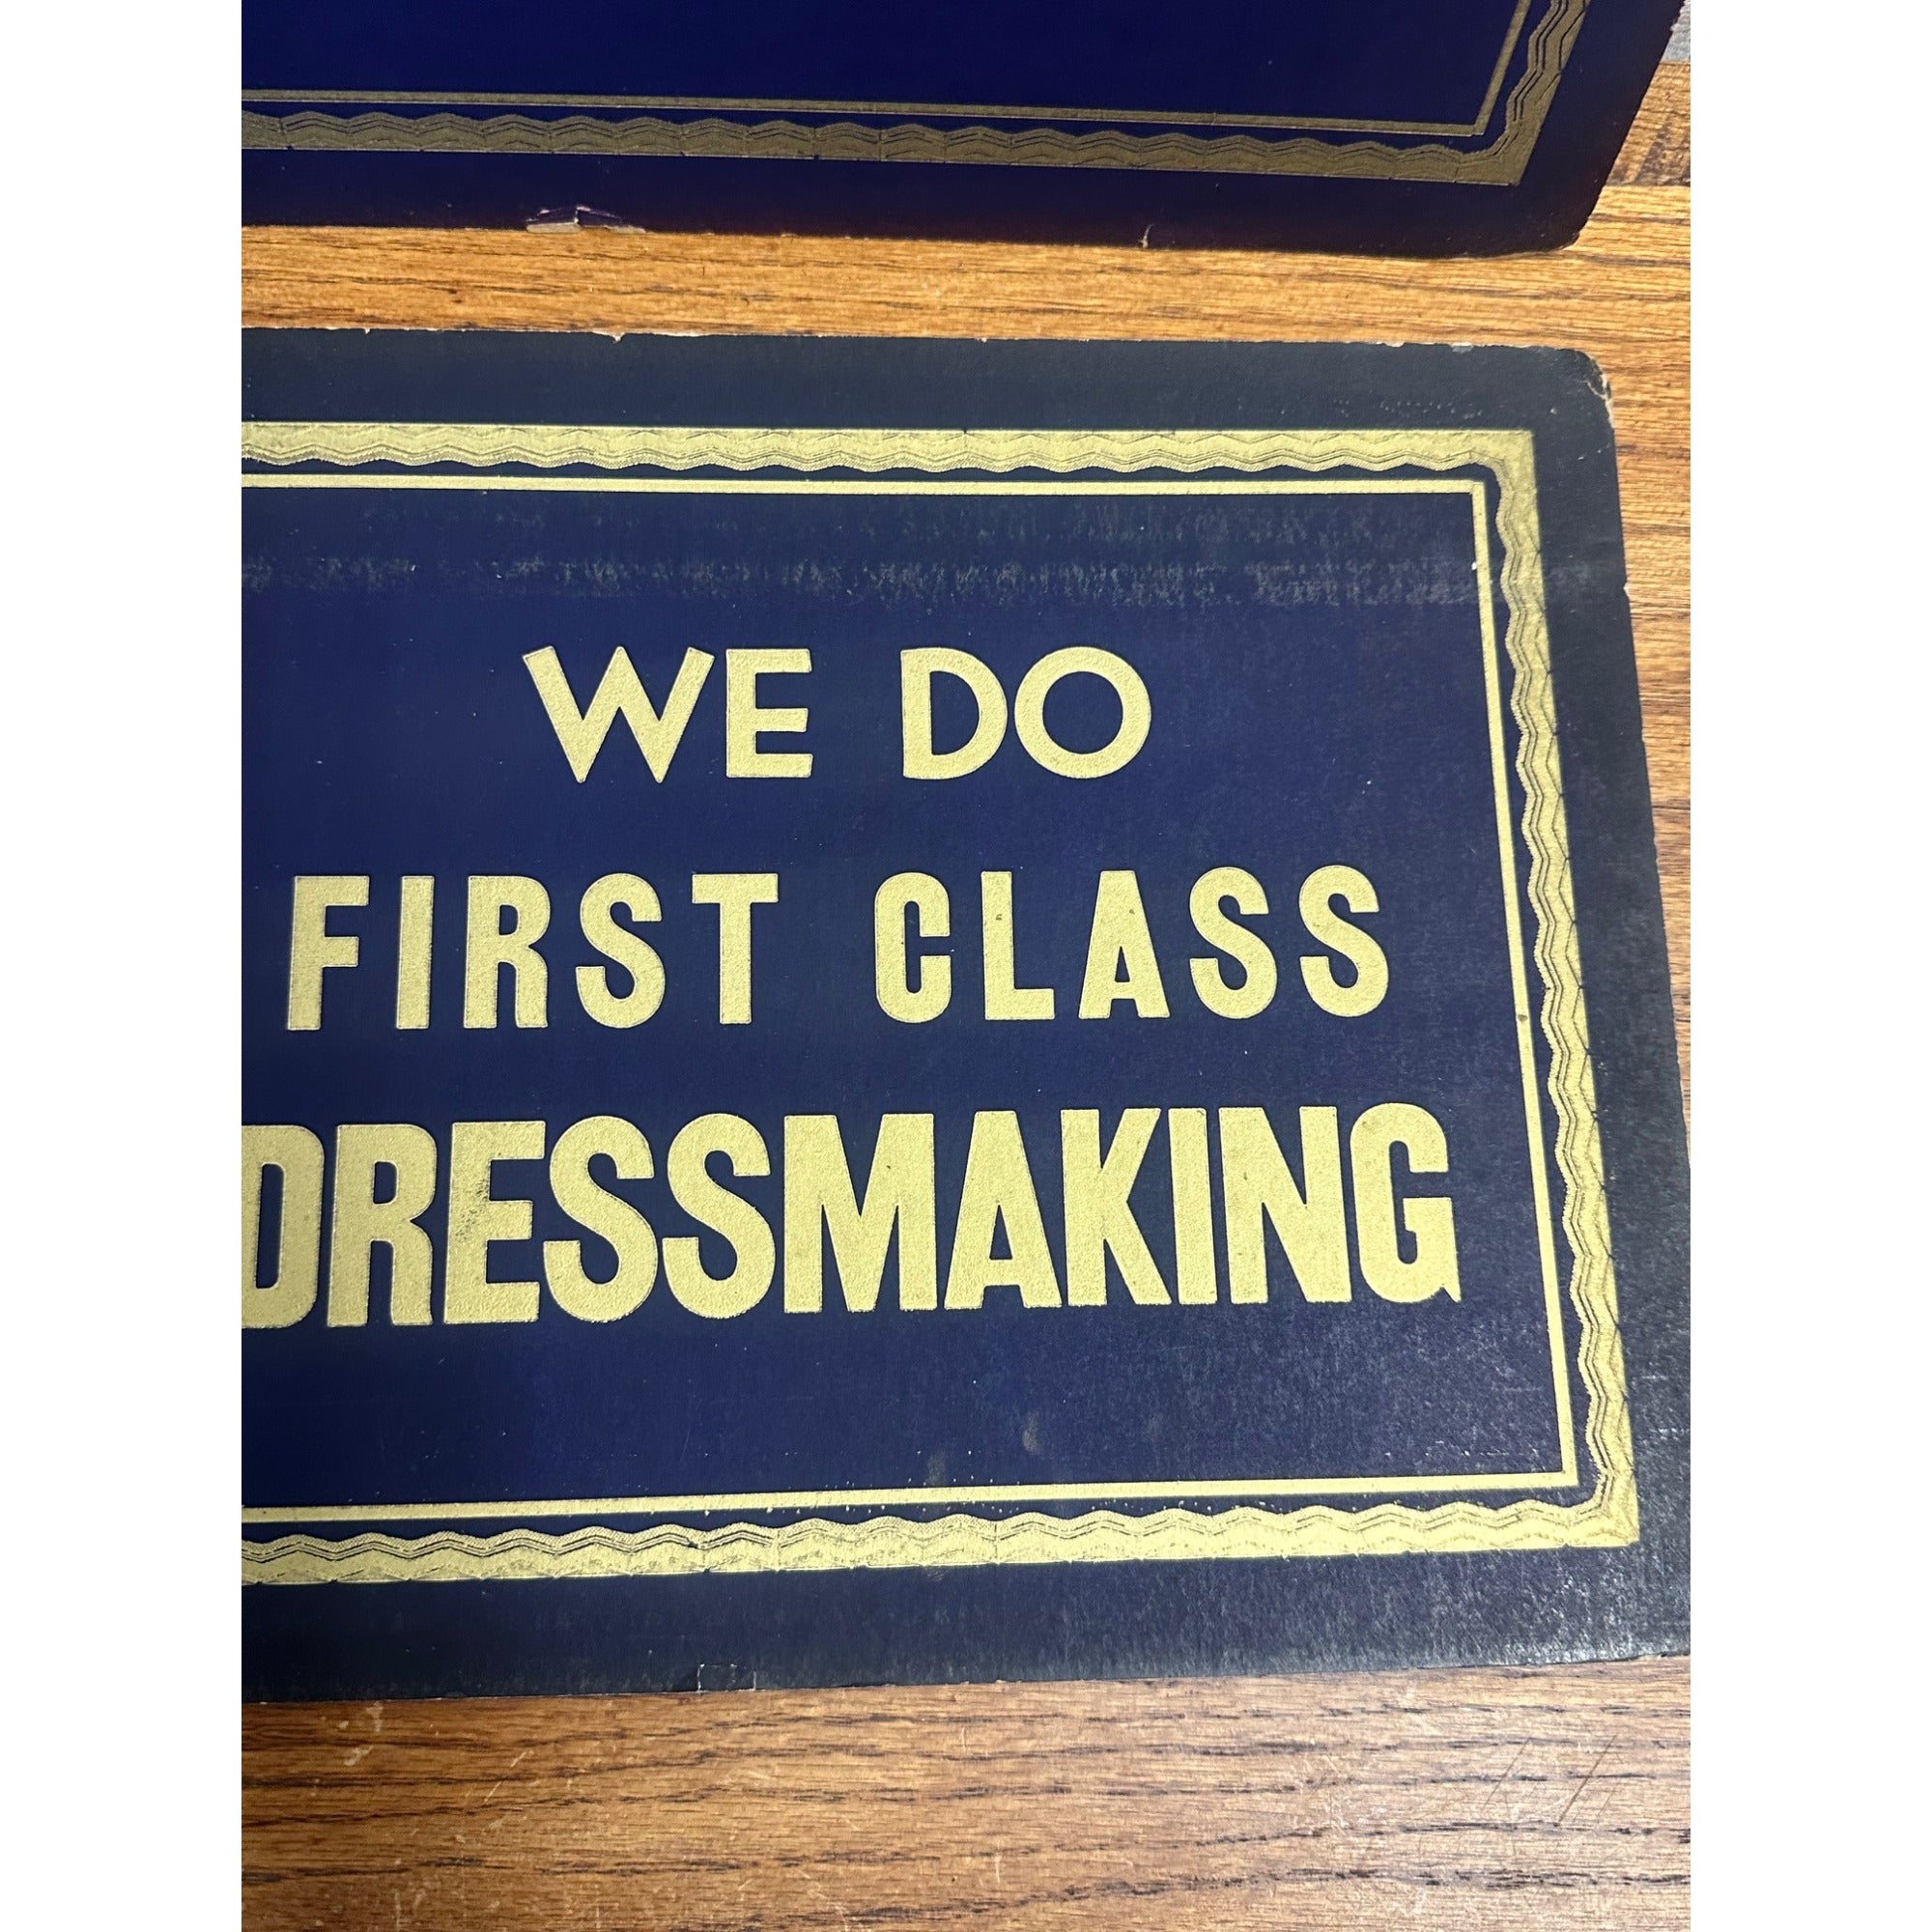 WE DO
FIRST CLASS
DRESSMAKING